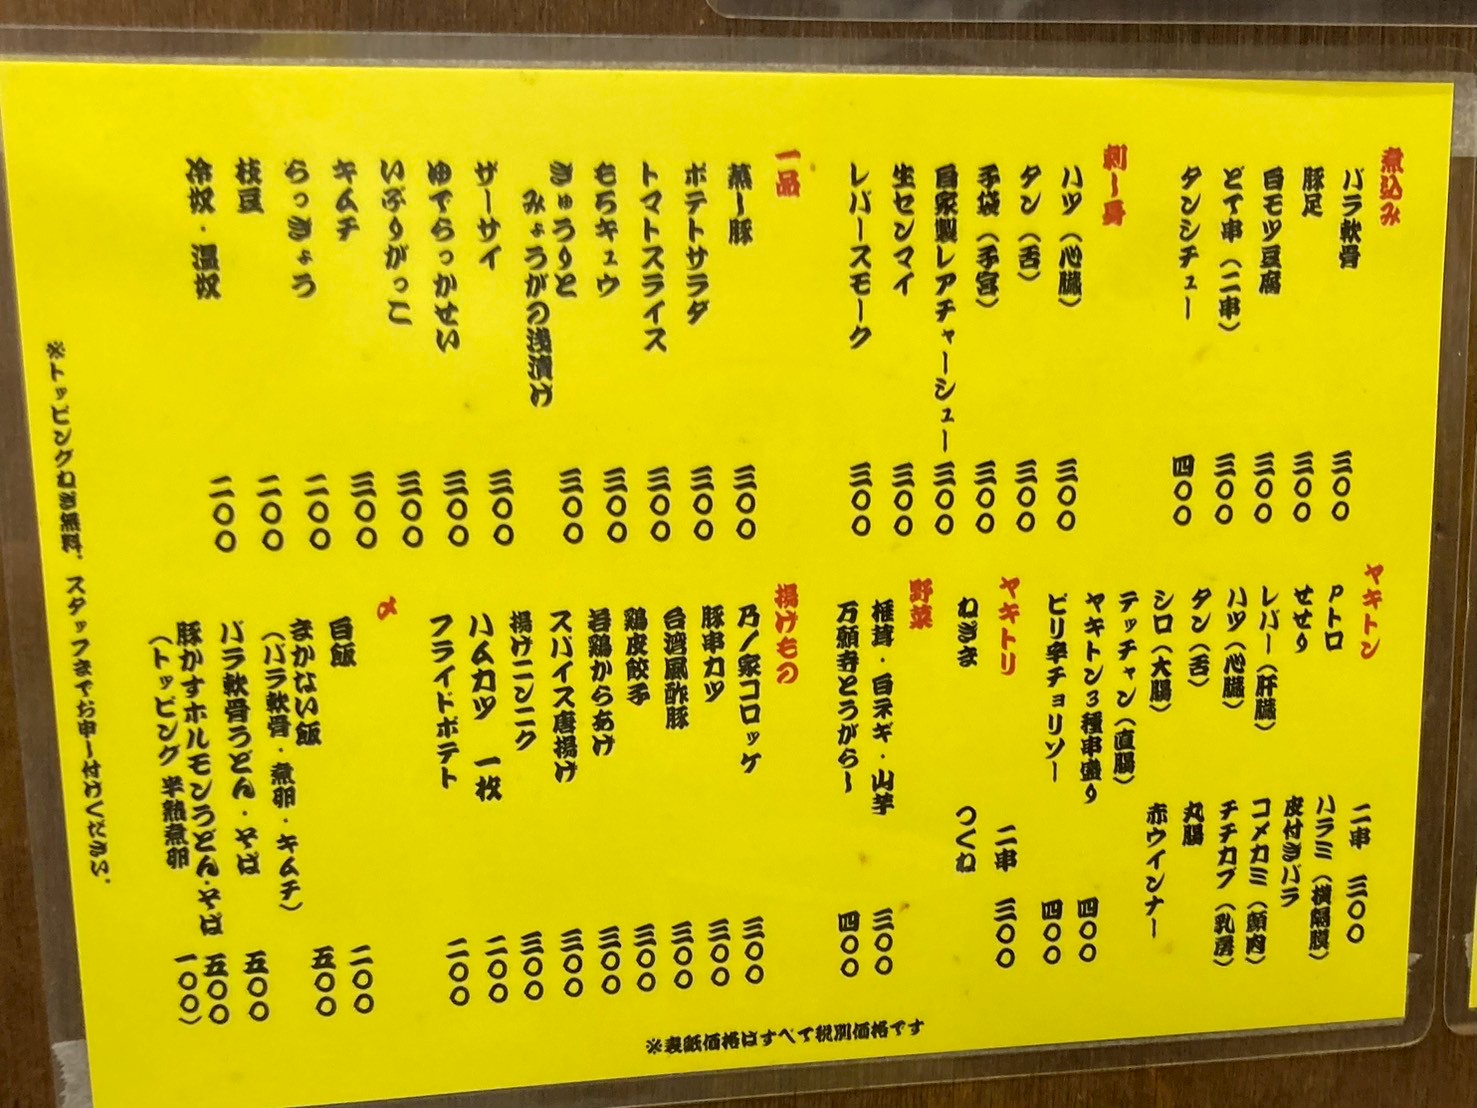 煮込み
バラ軟骨 三〇〇
豚足 三〇〇
白モツ豆腐 三〇〇
どて串(二串) 三〇〇
タンシチュー 四〇〇
刺し身
ハツ(心臓) 三〇〇
タン(舌) 三〇〇
子袋(子宮) 三〇〇
自家製レアチャーシュー 三〇〇
生センマイ 三〇〇
レバースモーク 三〇〇
一品
蒸し豚 三〇〇
ポテトサラダ 三〇〇
トマトスライス 三〇〇
もろキュウ 三〇〇
きゅうりと
みょうがの浅漬け 三〇〇
ザーサイ 三〇〇
ゆでらっかせい 三〇〇
いぶりがっこ 三〇〇
キムチ 三〇〇
らっきょう 二〇〇
枝豆 二〇〇
冷奴・温奴 二〇〇
ヤキトン
二串 三〇〇
Pトロ
せせり
レバー(肝臓)
ハツ(心臓)
タン(舌)
シロ(大腸)
テッチャン(直腸)
ハラミ(横隔膜)
皮付きバラ
コメカミ(顔肉)
チチカブ(乳房)
丸腸
赤ウインナー
ヤキトン3種串盛り 四〇〇
ピリ辛チョリソー 四〇〇
ヤキトリ
二串 三〇〇
ねぎま
つくね
野菜
椎茸・白ネギ・山芋 三〇〇
万願寺とうがらし 四〇〇
揚げもの
乃ノ家コロッケ 三〇〇
豚串カツ 三〇〇
台湾風酢豚 三〇〇
鶏皮餃子 三〇〇
若鶏からあけ 三〇〇
スパイス唐揚げ 三〇〇
揚げニンニク 三〇〇
ハムカツ 一枚 二〇〇
フライドポテト 二〇〇
〆
白飯 二〇〇
まかない飯 五〇〇
(バラ軟骨・煮卵・キムチ)
バラ軟骨うどん・そば 五〇〇
豚かすホルモンうどん・そば 五〇〇
(トッピング 半熟煮卵 一〇〇)
※トッピングねぎ無料、スタッフまでお申し付けください。
※表紙価格はすべて税別価格です